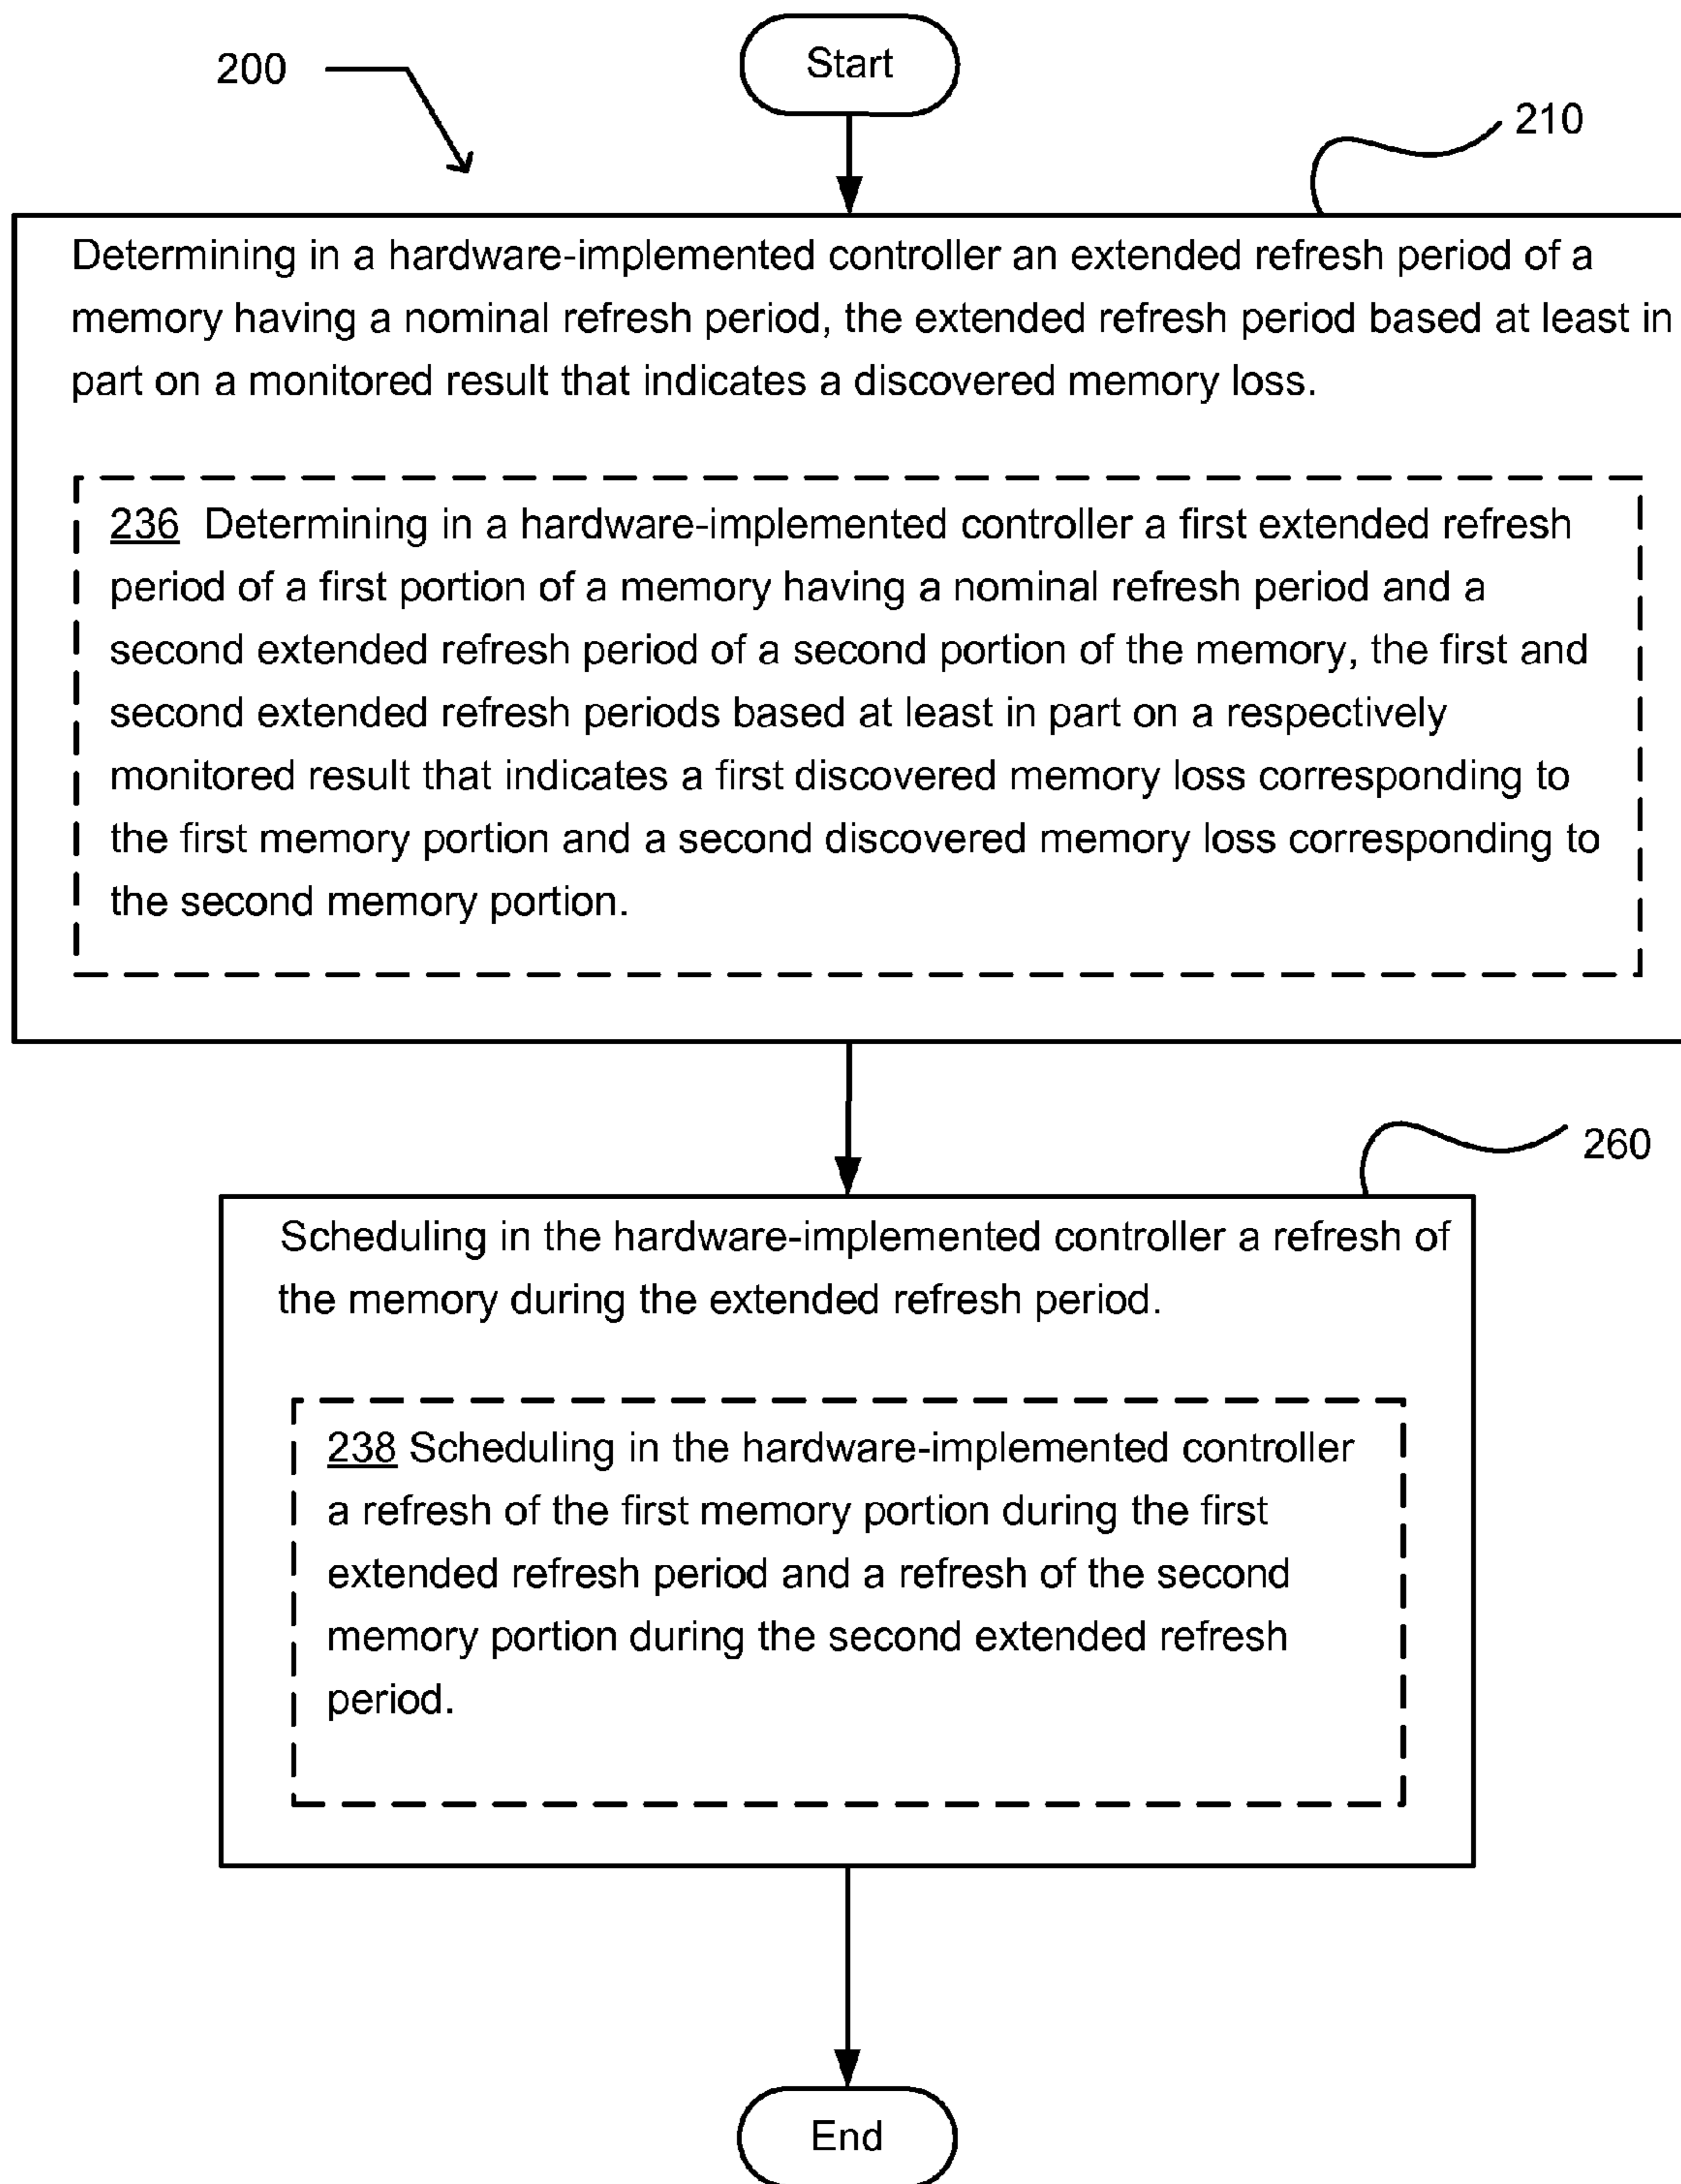 Start
200
210
Determining in a hardware-implemented controller an extended refresh period of a
memory having a nominal refresh period, the extended refresh period based at least in
part on a monitored result that indicates a discovered memory loss.
236 Determining in a hardware-implemented controller a first extended refresh
period of a first portion of a memory having a nominal refresh period and a
second extended refresh period of a second portion of the memory, the first and
second extended refresh periods based at least in part on a respectively
monitored result that indicates a first discovered memory loss corresponding to
the first memory portion and a second discovered memory loss corresponding to
the second memory portion.
260
Scheduling in the hardware-implemented controller a refresh of
the memory during the extended refresh period.
238 Scheduling in the hardware-implemented controller
a refresh of the first memory portion during the first
extended refresh period and a refresh of the second
memory portion during the second extended refresh
period.
End